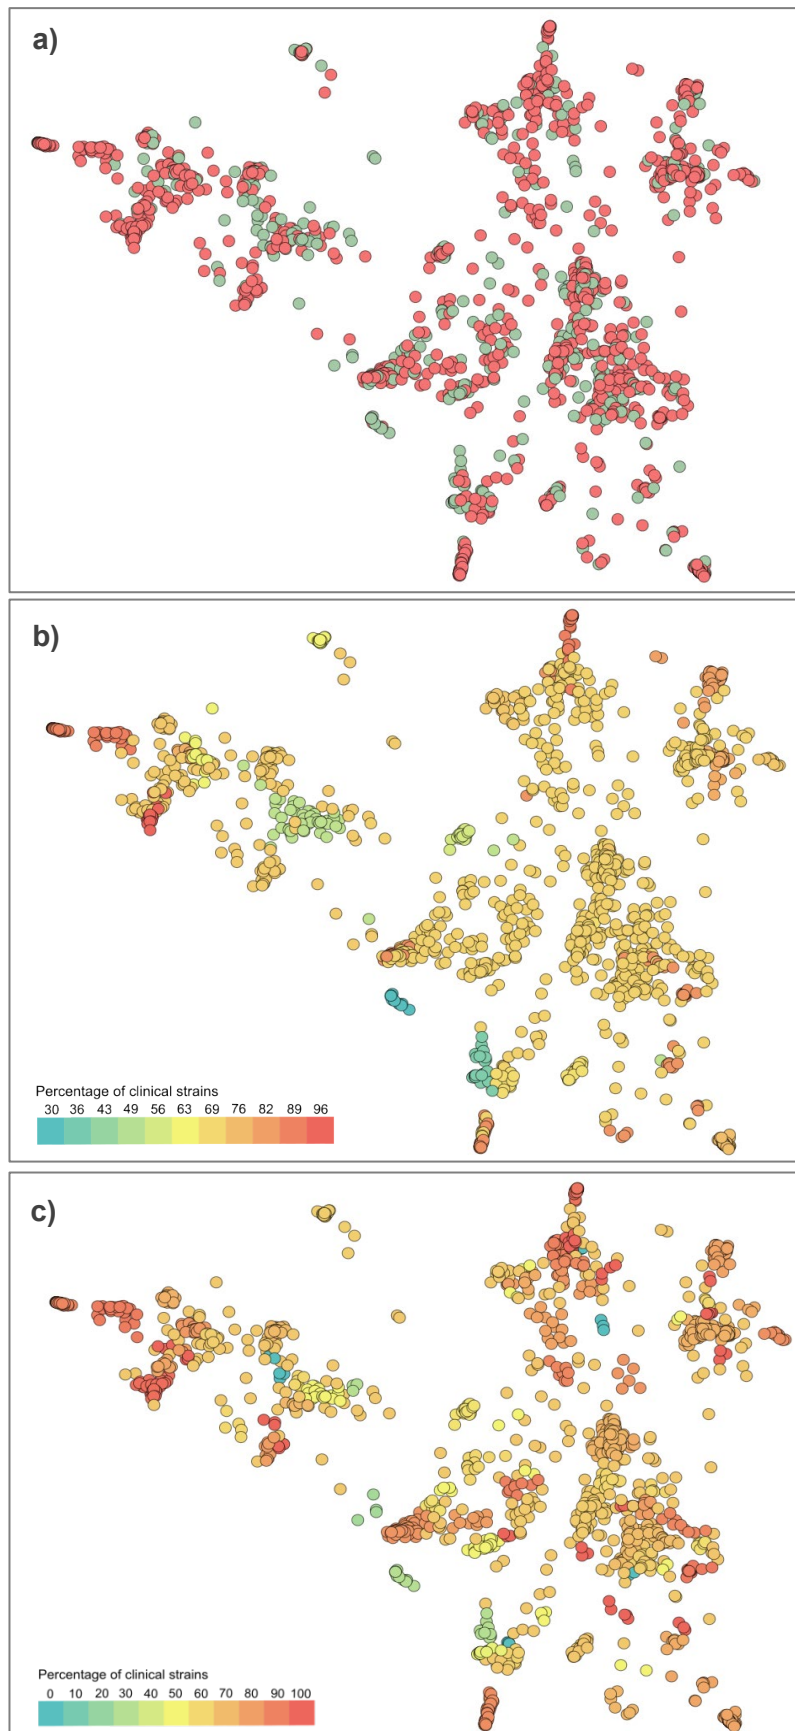 a)
b)
Percentage of clinical strains
30 36 43 49 56 63 69 76 82 89 96
c)
Percentage of clinical strains
0 10 20 30 40 50 60 70 80 90 100